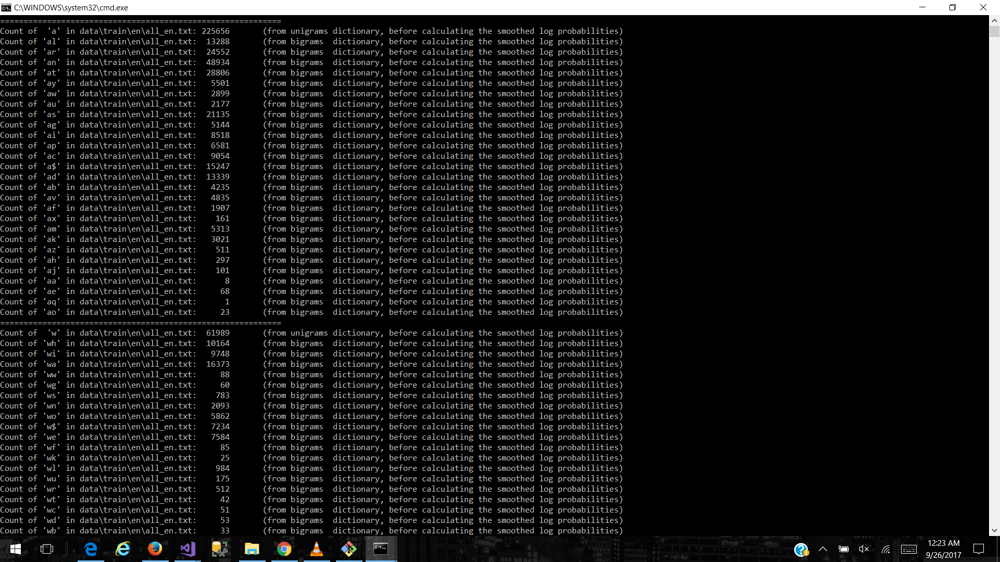 C:\WINDOWS\system32\cmd.exe
============================================================
Count of  'a' in data\train\en\all_en.txt: 225656       (from unigrams dictionary, before calculating the smoothed log probabilities)
Count of 'al' in data\train\en\all_en.txt:  13288       (from bigrams  dictionary, before calculating the smoothed log probabilities)
Count of 'ar' in data\train\en\all_en.txt:  24552       (from bigrams  dictionary, before calculating the smoothed log probabilities)
Count of 'an' in data\train\en\all_en.txt:  48934       (from bigrams  dictionary, before calculating the smoothed log probabilities)
Count of 'at' in data\train\en\all_en.txt:  28806       (from bigrams  dictionary, before calculating the smoothed log probabilities)
Count of 'ay' in data\train\en\all_en.txt:   5501       (from bigrams  dictionary, before calculating the smoothed log probabilities)
Count of 'aw' in data\train\en\all_en.txt:   2899       (from bigrams  dictionary, before calculating the smoothed log probabilities)
Count of 'au' in data\train\en\all_en.txt:   2177       (from bigrams  dictionary, before calculating the smoothed log probabilities)
Count of 'as' in data\train\en\all_en.txt:  21135       (from bigrams  dictionary, before calculating the smoothed log probabilities)
Count of 'ag' in data\train\en\all_en.txt:   5144       (from bigrams  dictionary, before calculating the smoothed log probabilities)
Count of 'ai' in data\train\en\all_en.txt:   8518       (from bigrams  dictionary, before calculating the smoothed log probabilities)
Count of 'ap' in data\train\en\all_en.txt:   6581       (from bigrams  dictionary, before calculating the smoothed log probabilities)
Count of 'ac' in data\train\en\all_en.txt:   9054       (from bigrams  dictionary, before calculating the smoothed log probabilities)
Count of 'a$' in data\train\en\all_en.txt:  15247       (from bigrams  dictionary, before calculating the smoothed log probabilities)
Count of 'ad' in data\train\en\all_en.txt:  13339       (from bigrams  dictionary, before calculating the smoothed log probabilities)
Count of 'ab' in data\train\en\all_en.txt:   4235       (from bigrams  dictionary, before calculating the smoothed log probabilities)
Count of 'av' in data\train\en\all_en.txt:   4835       (from bigrams  dictionary, before calculating the smoothed log probabilities)
Count of 'af' in data\train\en\all_en.txt:   1907       (from bigrams  dictionary, before calculating the smoothed log probabilities)
Count of 'ax' in data\train\en\all_en.txt:    161       (from bigrams  dictionary, before calculating the smoothed log probabilities)
Count of 'am' in data\train\en\all_en.txt:   5313       (from bigrams  dictionary, before calculating the smoothed log probabilities)
Count of 'ak' in data\train\en\all_en.txt:   3021       (from bigrams  dictionary, before calculating the smoothed log probabilities)
Count of 'az' in data\train\en\all_en.txt:    511       (from bigrams  dictionary, before calculating the smoothed log probabilities)
Count of 'ah' in data\train\en\all_en.txt:    297       (from bigrams  dictionary, before calculating the smoothed log probabilities)
Count of 'aj' in data\train\en\all_en.txt:    101       (from bigrams  dictionary, before calculating the smoothed log probabilities)
Count of 'aa' in data\train\en\all_en.txt:      8       (from bigrams  dictionary, before calculating the smoothed log probabilities)
Count of 'ae' in data\train\en\all_en.txt:     68       (from bigrams  dictionary, before calculating the smoothed log probabilities)
Count of 'aq' in data\train\en\all_en.txt:      1       (from bigrams  dictionary, before calculating the smoothed log probabilities)
Count of 'ao' in data\train\en\all_en.txt:     23       (from bigrams  dictionary, before calculating the smoothed log probabilities)
============================================================
Count of  'w' in data\train\en\all_en.txt:  61989       (from unigrams dictionary, before calculating the smoothed log probabilities)
Count of 'wh' in data\train\en\all_en.txt:  10164       (from bigrams  dictionary, before calculating the smoothed log probabilities)
Count of 'wi' in data\train\en\all_en.txt:   9748       (from bigrams  dictionary, before calculating the smoothed log probabilities)
Count of 'wa' in data\train\en\all_en.txt:  16373       (from bigrams  dictionary, before calculating the smoothed log probabilities)
Count of 'ww' in data\train\en\all_en.txt:     88       (from bigrams  dictionary, before calculating the smoothed log probabilities)
Count of 'wg' in data\train\en\all_en.txt:     60       (from bigrams  dictionary, before calculating the smoothed log probabilities)
Count of 'ws' in data\train\en\all_en.txt:    783       (from bigrams  dictionary, before calculating the smoothed log probabilities)
Count of 'wn' in data\train\en\all_en.txt:   2093       (from bigrams  dictionary, before calculating the smoothed log probabilities)
Count of 'wo' in data\train\en\all_en.txt:   5862       (from bigrams  dictionary, before calculating the smoothed log probabilities)
Count of 'w$' in data\train\en\all_en.txt:   7234       (from bigrams  dictionary, before calculating the smoothed log probabilities)
Count of 'we' in data\train\en\all_en.txt:   7584       (from bigrams  dictionary, before calculating the smoothed log probabilities)
Count of 'wf' in data\train\en\all_en.txt:     85       (from bigrams  dictionary, before calculating the smoothed log probabilities)
Count of 'wk' in data\train\en\all_en.txt:     25       (from bigrams  dictionary, before calculating the smoothed log probabilities)
Count of 'wl' in data\train\en\all_en.txt:    984       (from bigrams  dictionary, before calculating the smoothed log probabilities)
Count of 'wu' in data\train\en\all_en.txt:    175       (from bigrams  dictionary, before calculating the smoothed log probabilities)
Count of 'wr' in data\train\en\all_en.txt:    512       (from bigrams  dictionary, before calculating the smoothed log probabilities)
Count of 'wt' in data\train\en\all_en.txt:     42       (from bigrams  dictionary, before calculating the smoothed log probabilities)
Count of 'wc' in data\train\en\all_en.txt:     51       (from bigrams  dictionary, before calculating the smoothed log probabilities)
Count of 'wd' in data\train\en\all_en.txt:     53       (from bigrams  dictionary, before calculating the smoothed log probabilities)
Count of 'wb' in data\train\en\all_en.txt:     33       (from bigrams  dictionary, before calculating the smoothed log probabilities)
12:23 AM
9/26/2017